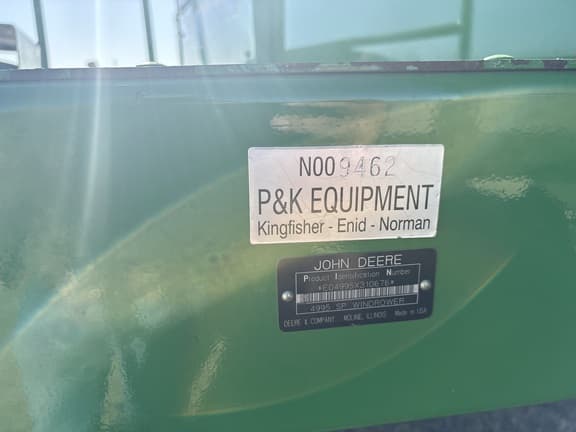 N009462
P&K EQUIPMENT
Kingfisher - Enid - Norman
JOHN DEERE
Product Identification Number
*E04995X310676*
4995 SP WINDROWER
DEERE & COMPANY MOLINE, ILLINOIS Made in USA